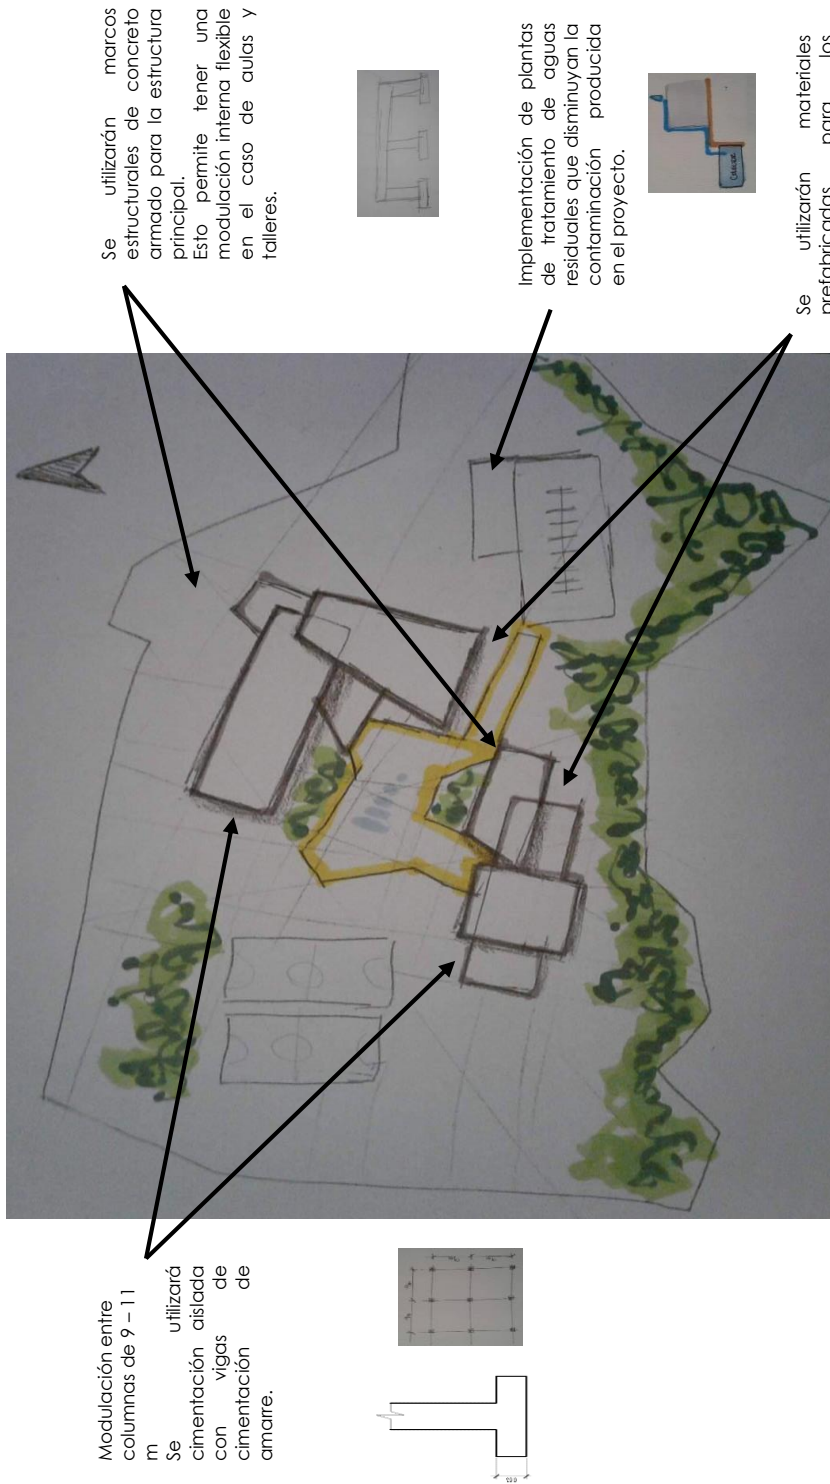 Se utilizarán marcos
estructurales de concreto
armado para la estructura
principal.
Esto permite tener una
modulación interna flexible
en el caso de aulas y
talleres.
Implementación de plantas
de tratamiento de aguas
residuales que disminuyan la
contaminación producida
en el proyecto.
Se utilizarán materiales
prefabricados para los
Modulación entre
columnas de 9 – 11
m
Se utilizará
cimentación aislada
con vigas de
cimentación de
amarre.